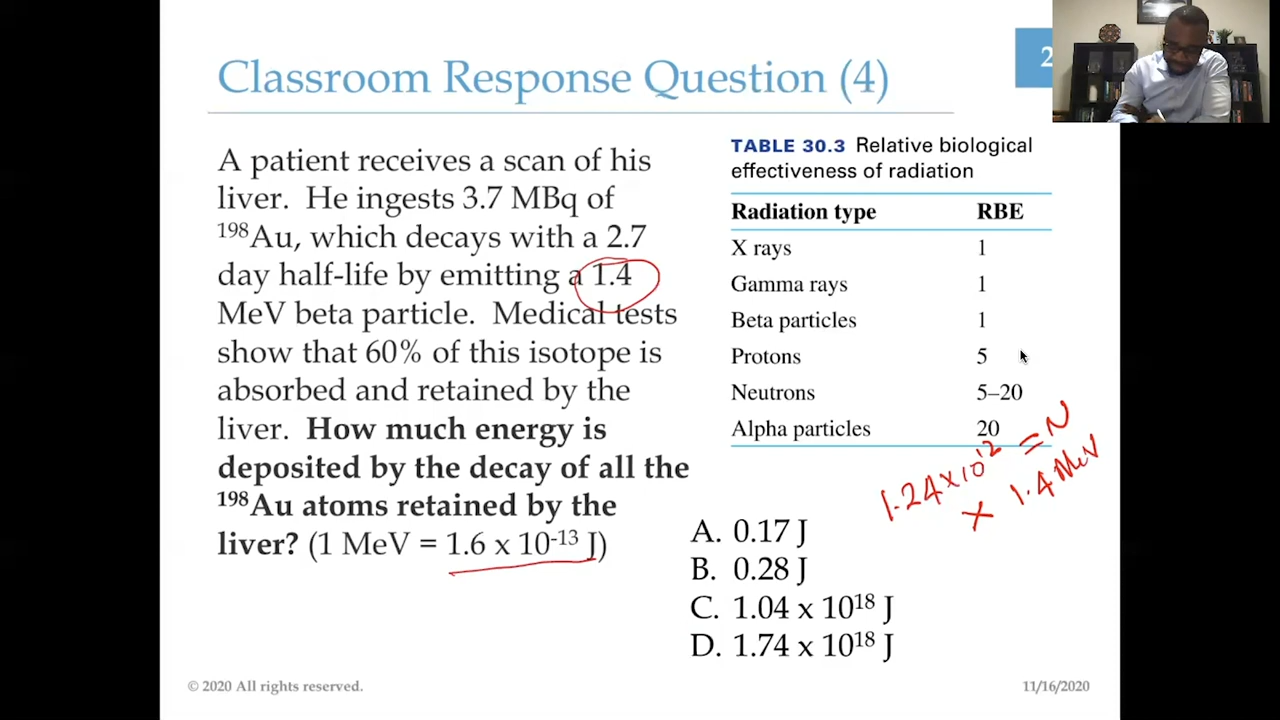 Classroom Response Question (4)
2
A patient receives a scan of his
liver. He ingests 3.7 MBq of
¹⁹⁸Au, which decays with a 2.7
day half-life by emitting a 1.4
MeV beta particle. Medical tests
show that 60% of this isotope is
absorbed and retained by the
liver. How much energy is
deposited by the decay of all the
¹⁹⁸Au atoms retained by the
liver? (1 MeV = 1.6 x 10⁻¹³ J)
TABLE 30.3 Relative biological
effectiveness of radiation
Radiation type RBE
X rays 1
Gamma rays 1
Beta particles 1
Protons 5
Neutrons 5–20
Alpha particles 20
1.24 x 10¹² = N
x 1.4 MeV
A. 0.17 J
B. 0.28 J
C. 1.04 x 10¹⁸ J
D. 1.74 x 10¹⁸ J
© 2020 All rights reserved.
11/16/2020